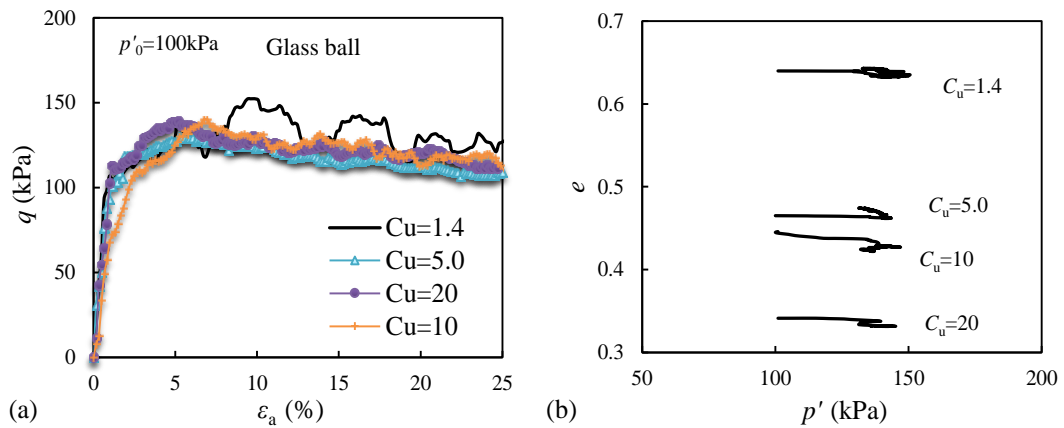 200
150
100
50
0
q (kPa)
p′0=100kPa
Glass ball
Cu=1.4
Cu=5.0
Cu=20
Cu=10
0
5
10
15
20
25
εa (%)
(a)
0.7
0.6
0.5
0.4
0.3
e
Cu=1.4
Cu=5.0
Cu=10
Cu=20
50
100
150
200
p′ (kPa)
(b)